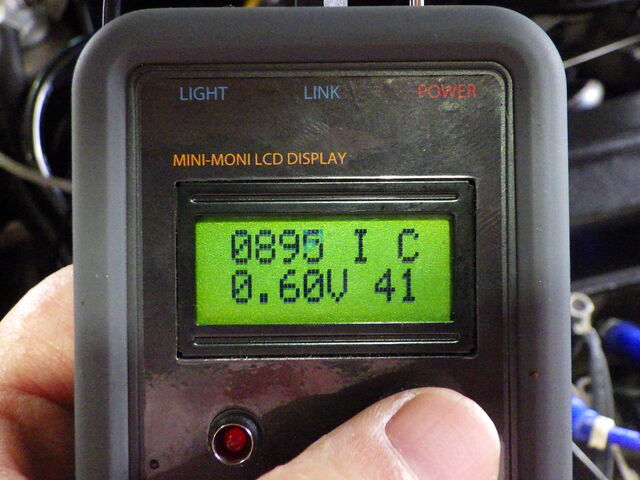 LIGHT LINK POWER
MINI-MONI LCD DISPLAY
0895 I C
0.60V 41